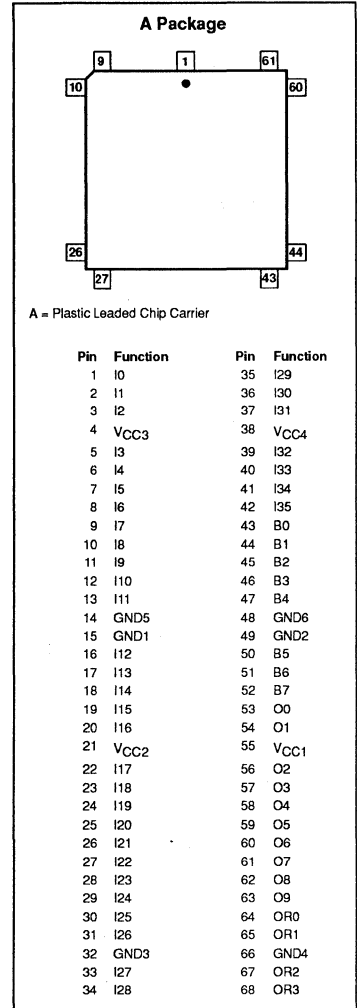 A Package
9 1 61
10 60
26 44
27 43
A = Plastic Leaded Chip Carrier
Pin Function Pin Function
1 I0 35 I29
2 I1 36 I30
3 I2 37 I31
4 VCC3 38 VCC4
5 I3 39 I32
6 I4 40 I33
7 I5 41 I34
8 I6 42 I35
9 I7 43 B0
10 I8 44 B1
11 I9 45 B2
12 I10 46 B3
13 I11 47 B4
14 GND5 48 GND6
15 GND1 49 GND2
16 I12 50 B5
17 I13 51 B6
18 I14 52 B7
19 I15 53 O0
20 I16 54 O1
21 VCC2 55 VCC1
22 I17 56 O2
23 I18 57 O3
24 I19 58 O4
25 I20 59 O5
26 I21 60 O6
27 I22 61 O7
28 I23 62 O8
29 I24 63 O9
30 I25 64 OR0
31 I26 65 OR1
32 GND3 66 GND4
33 I27 67 OR2
34 I28 68 OR3